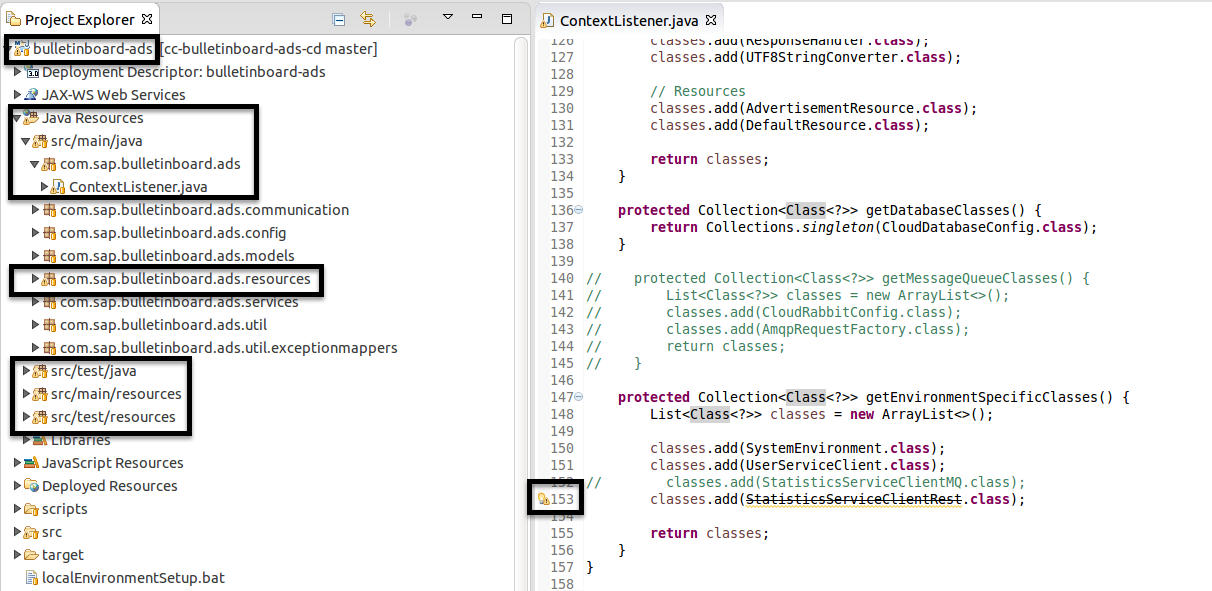 Project Explorer
bulletinboard-ads [cc-bulletinboard-ads-cd master]
3.0 Deployment Descriptor: bulletinboard-ads
JAX-WS Web Services
Java Resources
src/main/java
com.sap.bulletinboard.ads
ContextListener.java
com.sap.bulletinboard.ads.communication
com.sap.bulletinboard.ads.config
com.sap.bulletinboard.ads.models
com.sap.bulletinboard.ads.resources
com.sap.bulletinboard.ads.services
com.sap.bulletinboard.ads.util
com.sap.bulletinboard.ads.util.exceptionmappers
src/test/java
src/main/resources
src/test/resources
Libraries
JavaScript Resources
Deployed Resources
scripts
src
target
localEnvironmentSetup.bat
ContextListener.java
126         classes.add(ResponseHandler.class);
127         classes.add(UTF8StringConverter.class);
128
129         // Resources
130         classes.add(AdvertisementResource.class);
131         classes.add(DefaultResource.class);
132
133         return classes;
134     }
135
136     protected Collection<Class<?>> getDatabaseClasses() {
137         return Collections.singleton(CloudDatabaseConfig.class);
138     }
139
140 //    protected Collection<Class<?>> getMessageQueueClasses() {
141 //        List<Class<?>> classes = new ArrayList<>();
142 //        classes.add(CloudRabbitConfig.class);
143 //        classes.add(AmqpRequestFactory.class);
144 //        return classes;
145 //    }
146
147     protected Collection<Class<?>> getEnvironmentSpecificClasses() {
148         List<Class<?>> classes = new ArrayList<>();
149
150         classes.add(SystemEnvironment.class);
151         classes.add(UserServiceClient.class);
152 //        classes.add(StatisticsServiceClientMQ.class);
153         classes.add(StatisticsServiceClientRest.class);
154
155         return classes;
156     }
157 }
158